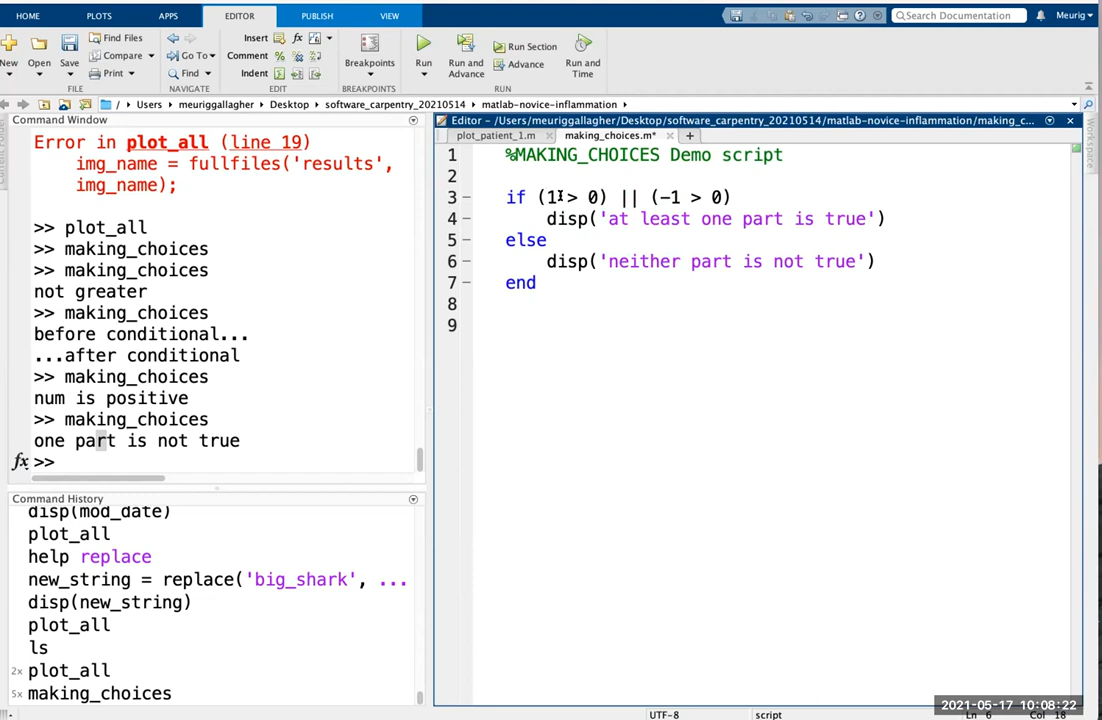 HOME PLOTS APPS EDITOR PUBLISH VIEW
Search Documentation Meurig
New Open Save Find Files Compare Print
Go To Find
Insert fx
Comment %
Indent
Breakpoints
Run Run and Advance Run Section Advance Run and Time
FILE NAVIGATE EDIT BREAKPOINTS RUN
/ Users meuriggallagher Desktop software_carpentry_20210514 matlab-novice-inflammation
Command Window
Error in plot_all (line 19)
img_name = fullfiles('results',
img_name);
>> plot_all
>> making_choices
>> making_choices
not greater
>> making_choices
before conditional...
...after conditional
>> making_choices
num is positive
>> making_choices
one part is not true
fx >>
Command History
disp(mod_date)
plot_all
help replace
new_string = replace('big_shark', ...
disp(new_string)
plot_all
ls
2x plot_all
5x making_choices
Editor - /Users/meuriggallagher/Desktop/software_carpentry_20210514/matlab-novice-inflammation/making_c...
plot_patient_1.m making_choices.m*
1 %MAKING_CHOICES Demo script
2
3 if (1 > 0) || (-1 > 0)
4 disp('at least one part is true')
5 else
6 disp('neither part is not true')
7 end
8
9
Workspace
2021-05-17 10:08:22
UTF-8 script Ln 6 Col 18